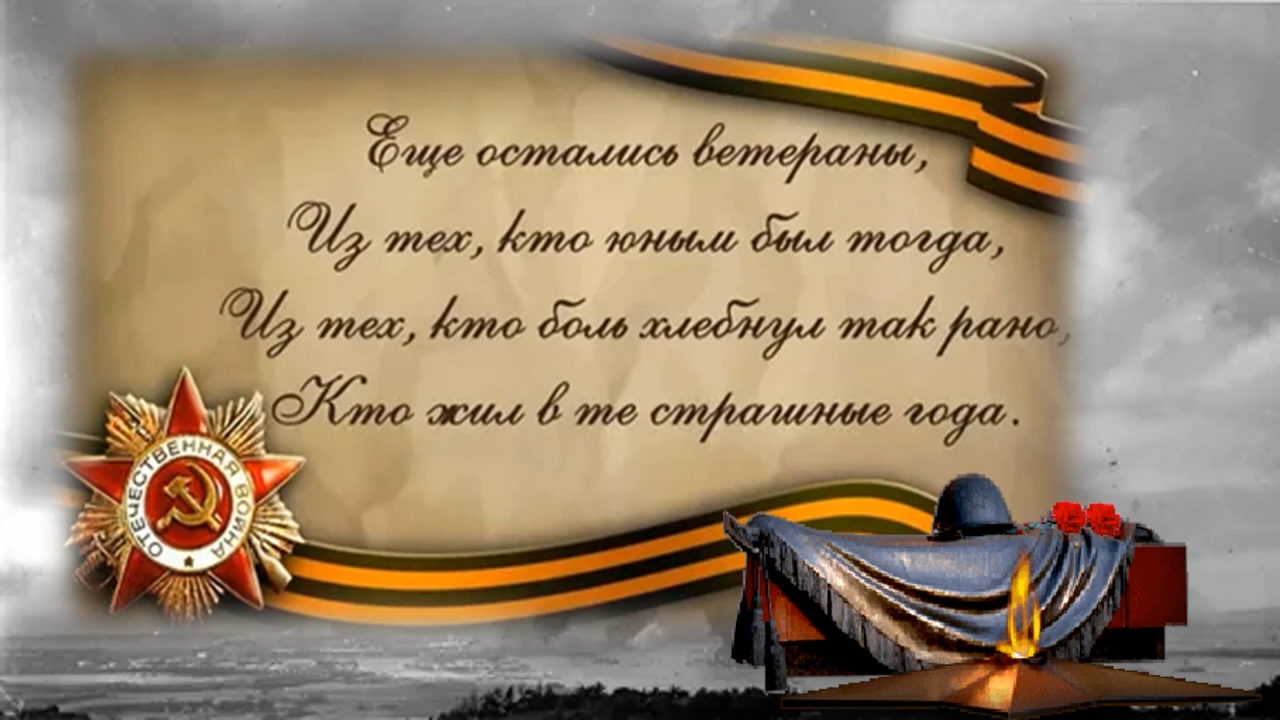 Еще остались ветераны,
Из тех, кто юным был тогда,
Из тех, кто боль хлебнул так рано,
Кто жил в те страшные года.
ОТЕЧЕСТВЕННАЯ ВОЙНА